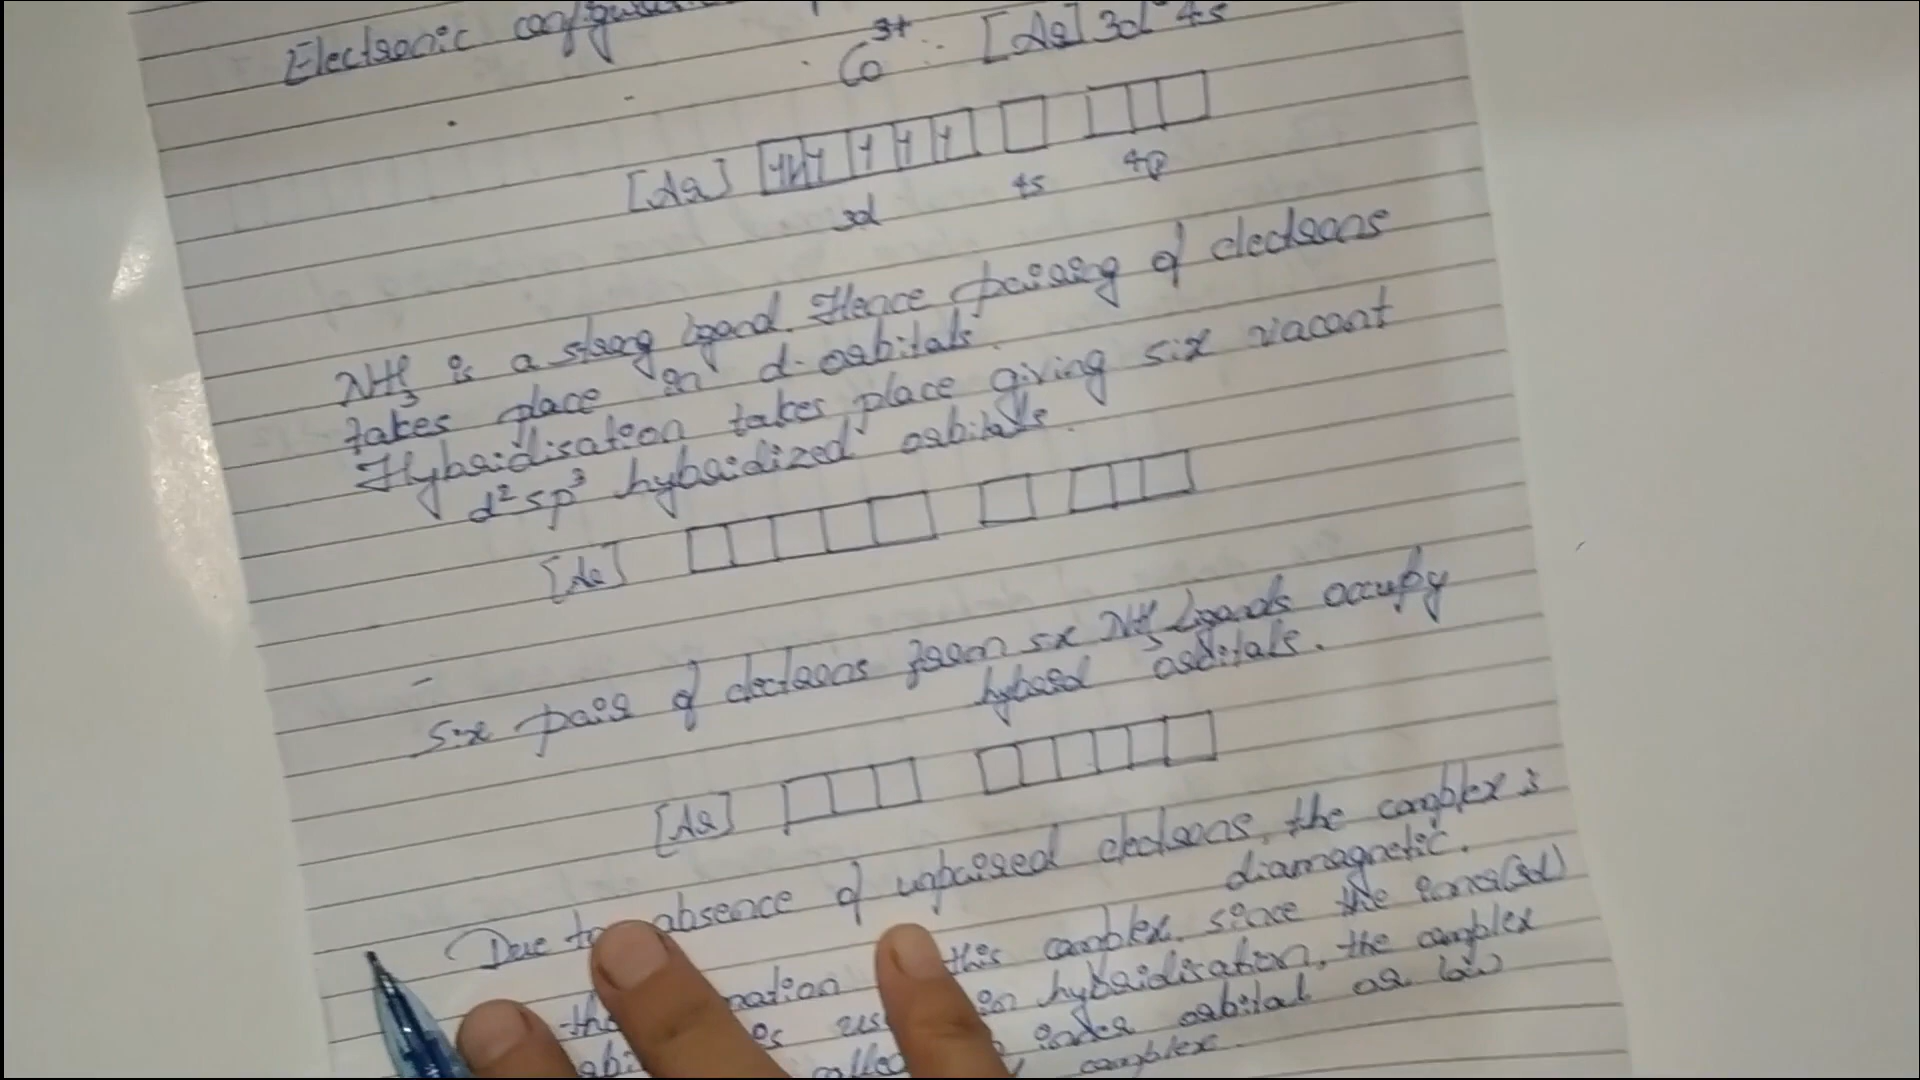 Electronic
Co³⁺ : [Ar] 3d 4s
[Ar]
3d 4s 4p
NH₃ is a strong ligand. Hence pairing of electrons
takes place in d-orbitals.
Hybridisation takes place giving six vacant
d²sp³ hybridized orbitals.
[Ar]
six pair of electrons from six NH₃ ligands occupy
hybrid orbitals.
[Ar]
Due to absence of unpaired electrons, the complex is
diamagnetic.
this complex, since the inner(3d)
in hybridisation, the complex
inner orbital or low
complex.